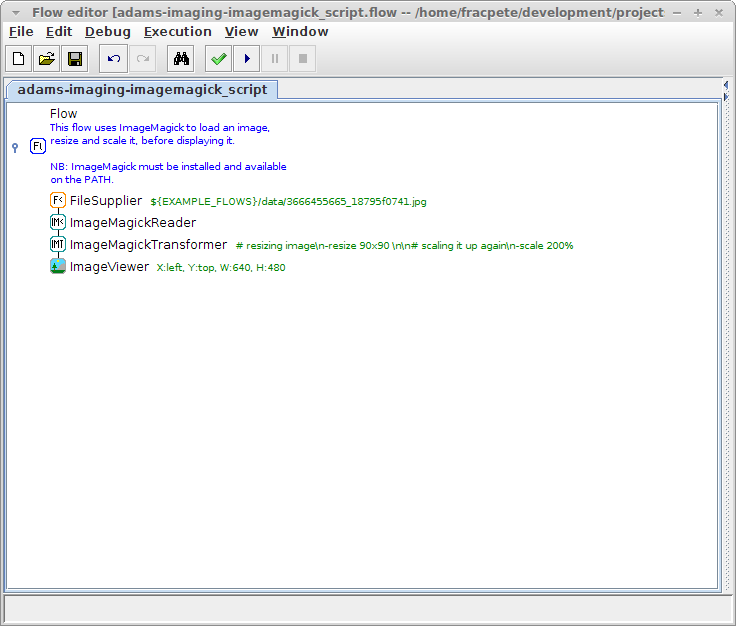 Flow editor [adams-imaging-imagemagick_script.flow -- /home/fracpete/development/project
File Edit Debug Execution View Window
adams-imaging-imagemagick_script
Flow
This flow uses ImageMagick to load an image,
resize and scale it, before displaying it.
Fl
NB: ImageMagick must be installed and available
on the PATH.
F< FileSupplier ${EXAMPLE_FLOWS}/data/3666455665_18795f0741.jpg
IM< ImageMagickReader
IMT ImageMagickTransformer # resizing image\n-resize 90x90 \n\n# scaling it up again\n-scale 200%
ImageViewer X:left, Y:top, W:640, H:480